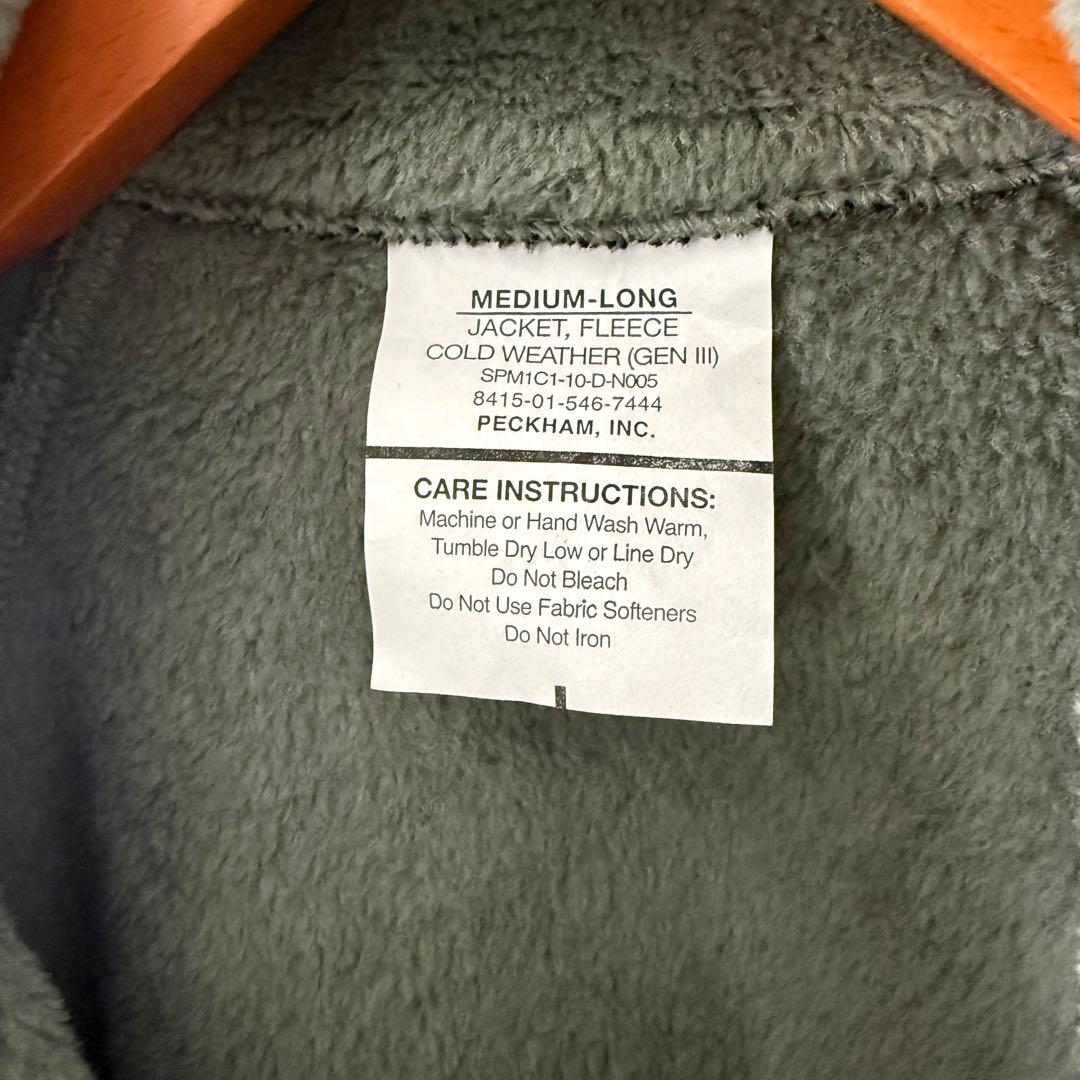 MEDIUM-LONG
JACKET, FLEECE
COLD WEATHER (GEN III)
SPM1C1-10-D-N005
8415-01-546-7444
PECKHAM, INC.
CARE INSTRUCTIONS:
Machine or Hand Wash Warm,
Tumble Dry Low or Line Dry
Do Not Bleach
Do Not Use Fabric Softeners
Do Not Iron